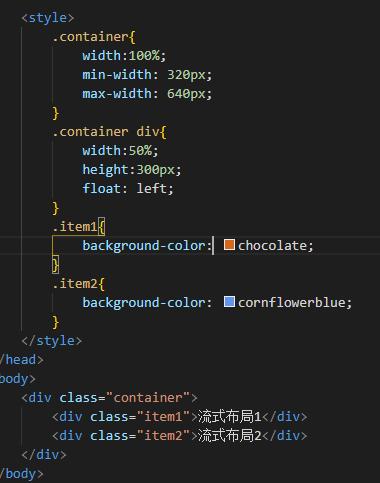 <style>
.container{
width:100%;
min-width: 320px;
max-width: 640px;
}
.container div{
width:50%;
height:300px;
float: left;
}
.item1{
background-color: chocolate;
}
.item2{
background-color: cornflowerblue;
}
</style>
/head>
body>
<div class="container">
<div class="item1">流式布局1</div>
<div class="item2">流式布局2</div>
</div>
/body>